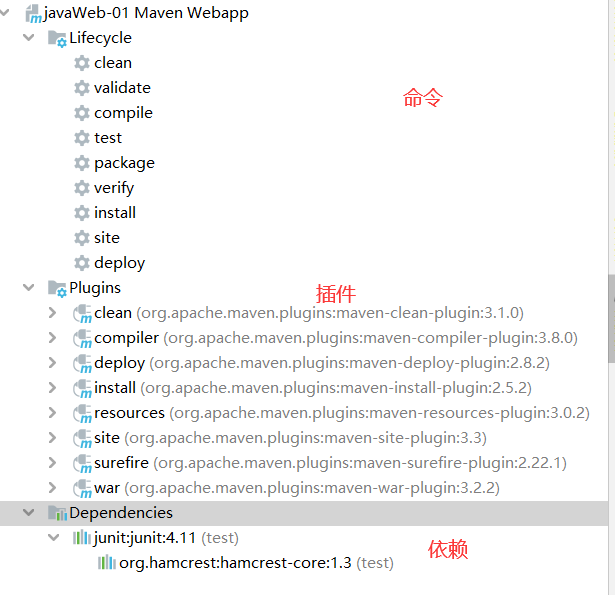 javaWeb-01 Maven Webapp
Lifecycle
clean
validate
命令
compile
test
package
verify
install
site
deploy
Plugins
插件
clean (org.apache.maven.plugins:maven-clean-plugin:3.1.0)
compiler (org.apache.maven.plugins:maven-compiler-plugin:3.8.0)
deploy (org.apache.maven.plugins:maven-deploy-plugin:2.8.2)
install (org.apache.maven.plugins:maven-install-plugin:2.5.2)
resources (org.apache.maven.plugins:maven-resources-plugin:3.0.2)
site (org.apache.maven.plugins:maven-site-plugin:3.3)
surefire (org.apache.maven.plugins:maven-surefire-plugin:2.22.1)
war (org.apache.maven.plugins:maven-war-plugin:3.2.2)
Dependencies
junit:junit:4.11 (test)
依赖
org.hamcrest:hamcrest-core:1.3 (test)